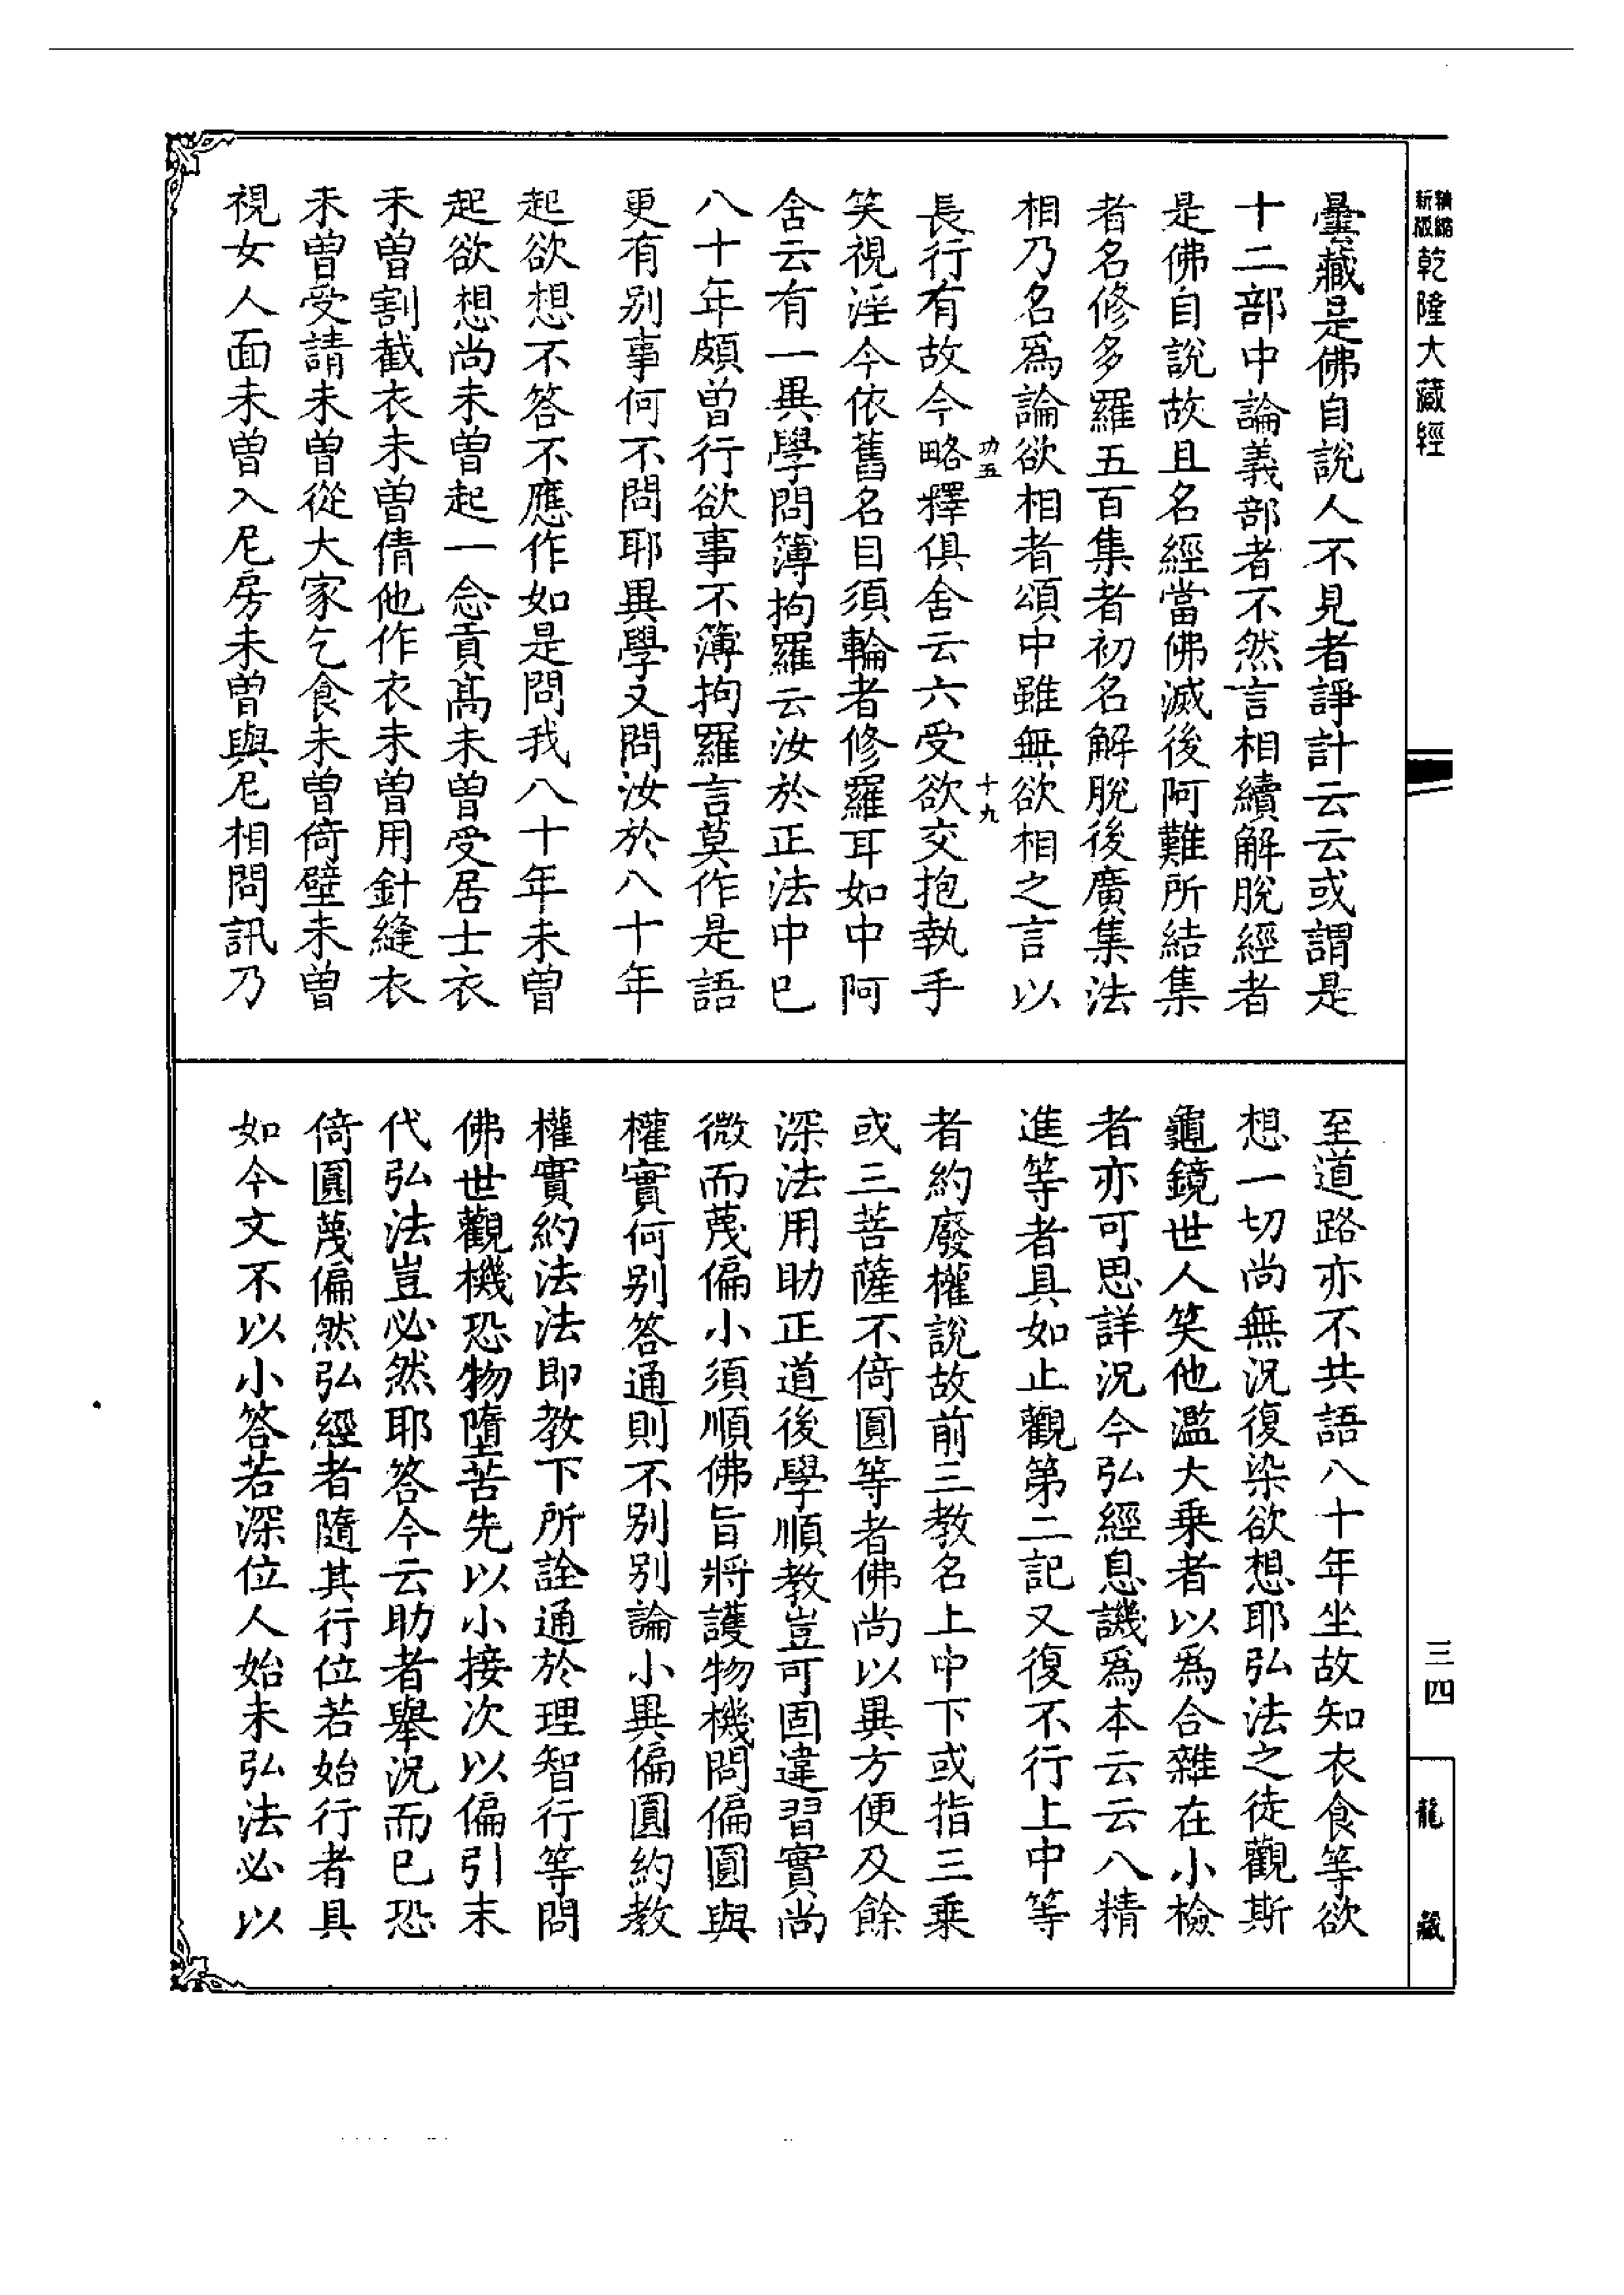 精縮
新版
乾隆大藏經
曇藏是佛自說人不見者諍計云云或謂是
十二部中論義部者不然言相續解脫經者
是佛自說故且名經當佛滅後阿難所結集
者名修多羅五百集者初名解脫後廣集法
相乃名爲論欲相者頌中雖無欲相之言以
功五
十九
長行有故今略釋俱舍云六受欲交抱執手
笑視淫今依舊名目須輪者修羅耳如中阿
含云有一異學問簿拘羅云汝於正法中巳
八十年頗曾行欲事不簿拘羅言莫作是語
更有別事何不問耶異學又問汝於八十年
起欲想不答不應作如是問我八十年未曾
起欲想尚未曾起一念貢高未曾受居士衣
未曾割截衣未曾倩他作衣未曾用針縫衣
未曾受請未曾從大家乞食未曾倚壁未曾
視女人面未曾入尼房未曾與尼相問訊乃
至道路亦不共語八十年坐故知衣食等欲
想一切尚無況復染欲想耶弘法之徒觀斯
龜鏡世人笑他濫大乗者以爲合雜在小檢
者亦可思詳況今弘經息譏爲本云云八精
進等者具如止觀第二記又復不行上中等
者約廢權說故前三教名上中下或指三乗
或三菩薩不倚圓等者佛尚以異方便及餘
深法用助正道後學順教豈可固違習實尚
微而蔑偏小須順佛旨將護物機問偏圓與
權實何別答通則不別別論小異偏圓約教
權實約法法即教下所詮通於理智行等問
佛世觀機恐物墮苦先以小接次以偏引末
代弘法豈必然耶答今云助者舉況而巳恐
倚圓蔑偏然弘經者隨其行位若始行者具
如今文不以小答若深位人始末弘法必以
三四
龍藏